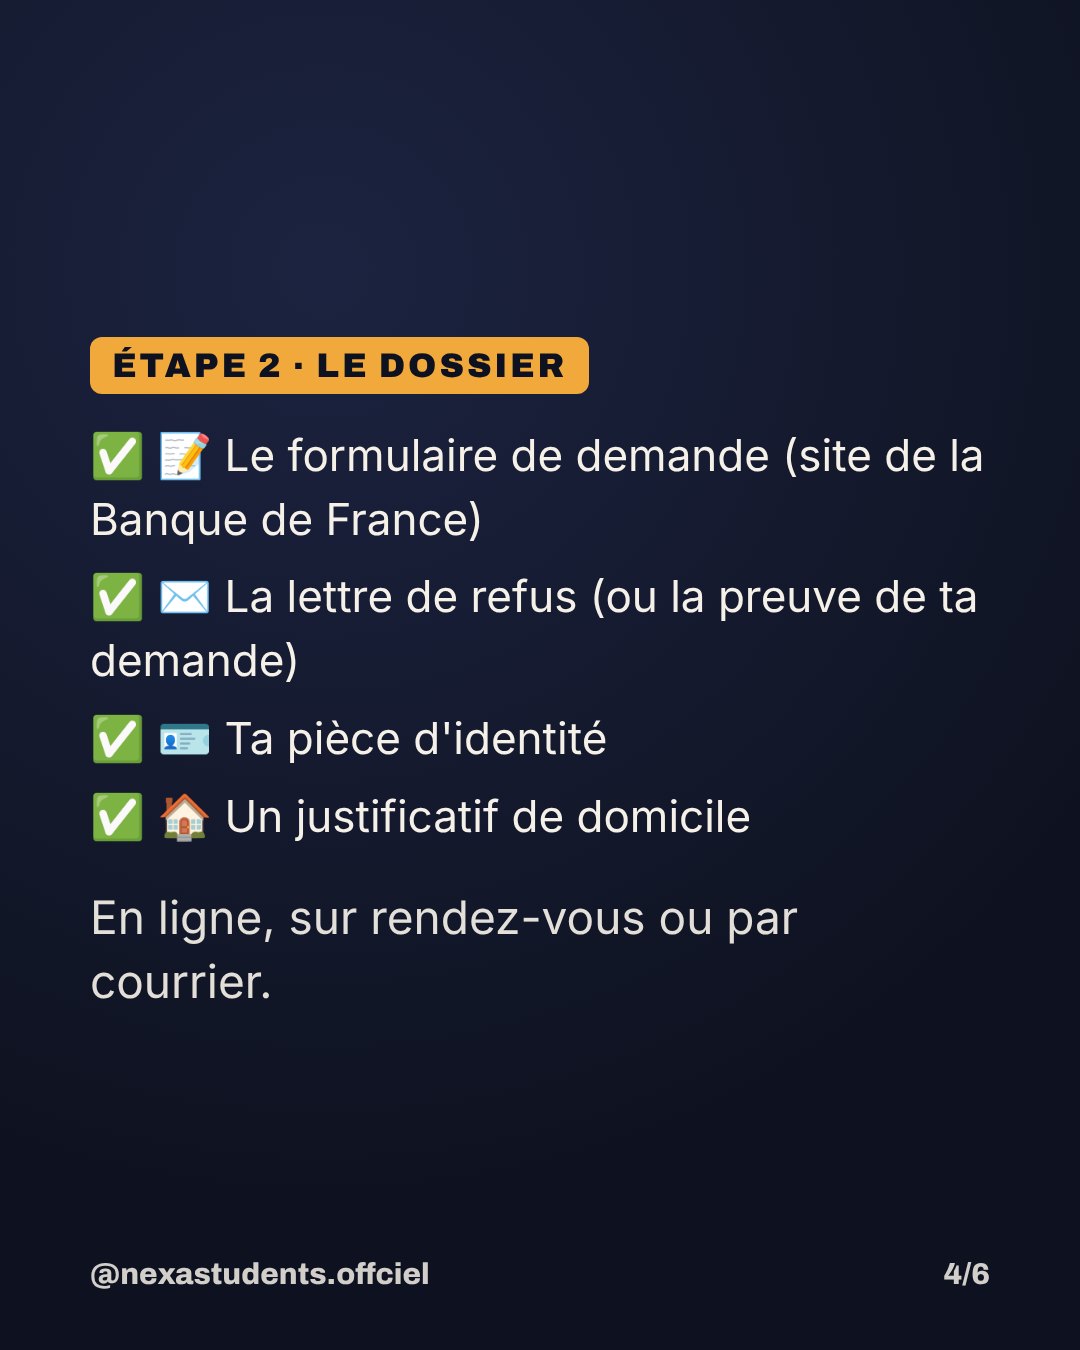 ÉTAPE 2 · LE DOSSIER
✅ 📝 Le formulaire de demande (site de la
Banque de France)
✅ ✉️ La lettre de refus (ou la preuve de ta
demande)
✅ 🪪 Ta pièce d'identité
✅ 🏠 Un justificatif de domicile
En ligne, sur rendez-vous ou par
courrier.
@nexastudents.offciel
4/6